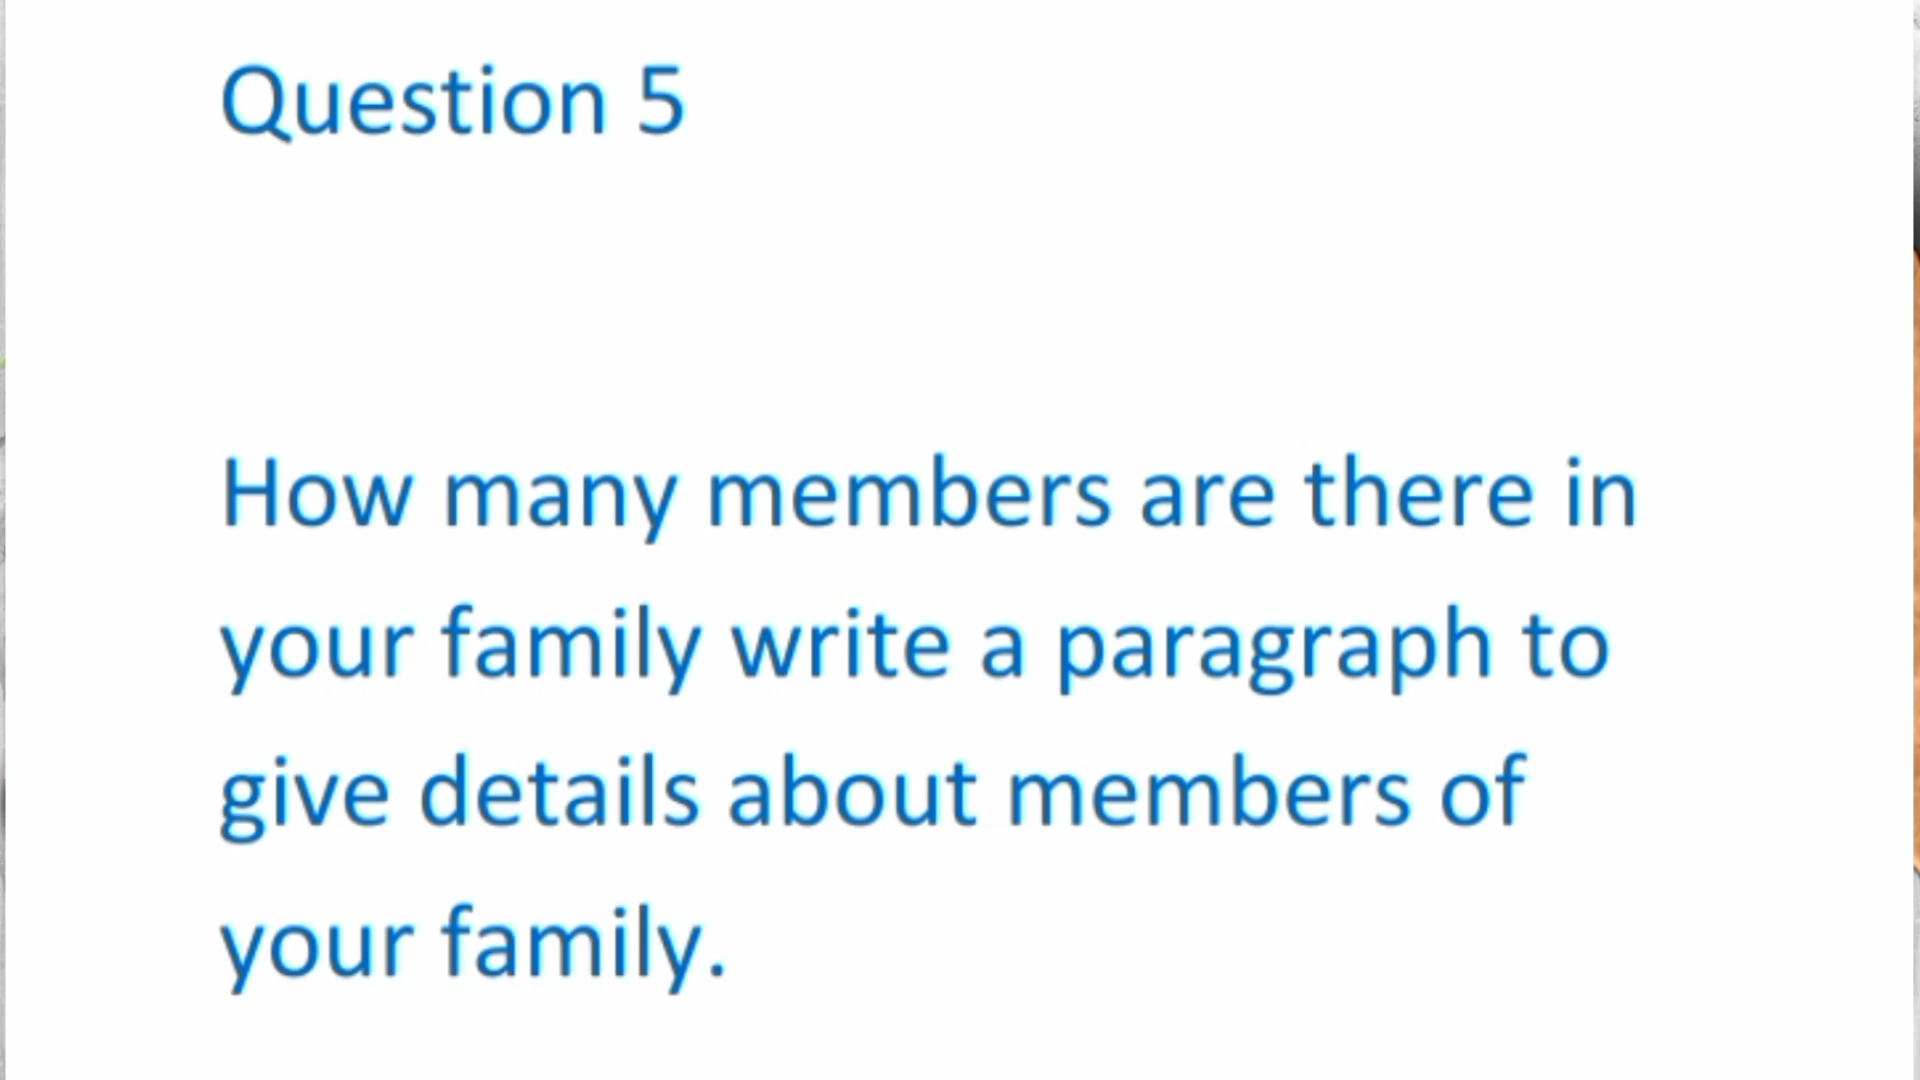 Question 5
How many members are there in
your family write a paragraph to
give details about members of
your family.